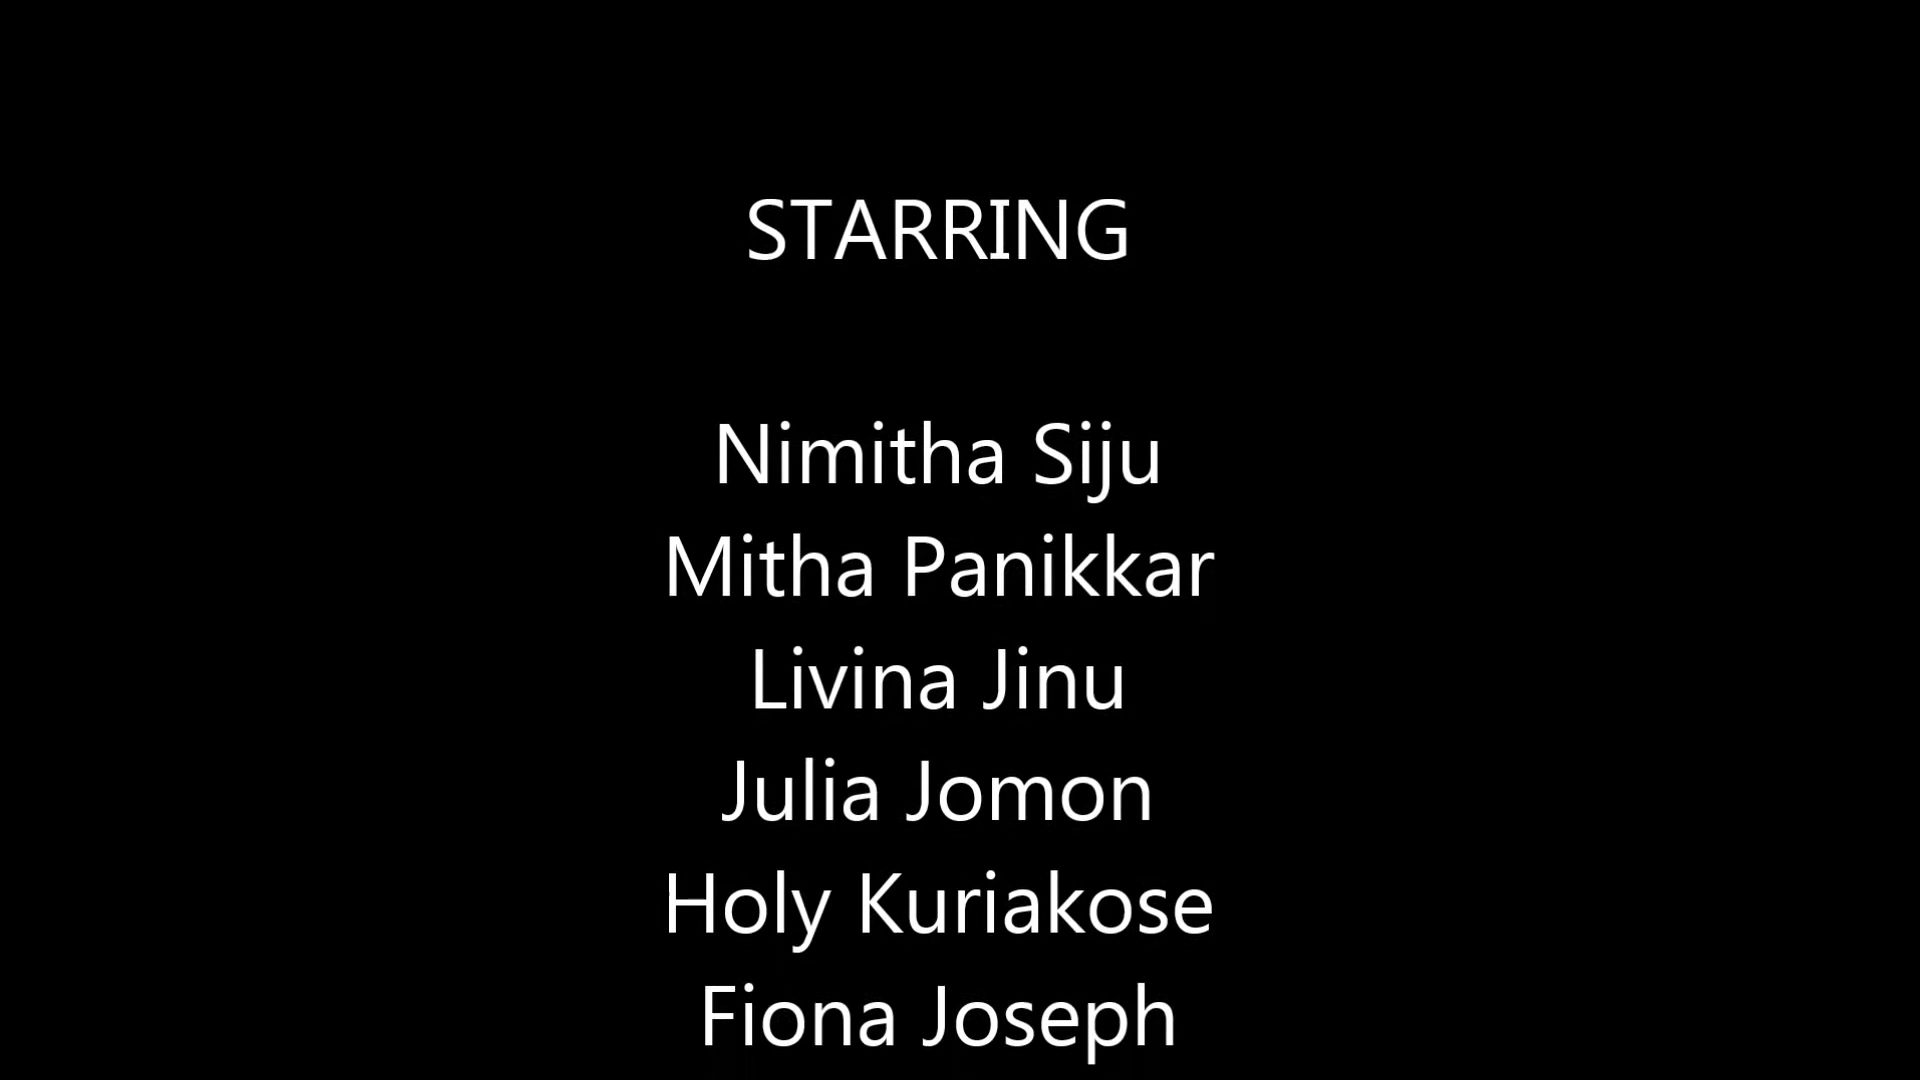 STARRING
Nimitha Siju
Mitha Panikkar
Livina Jinu
Julia Jomon
Holy Kuriakose
Fiona Joseph